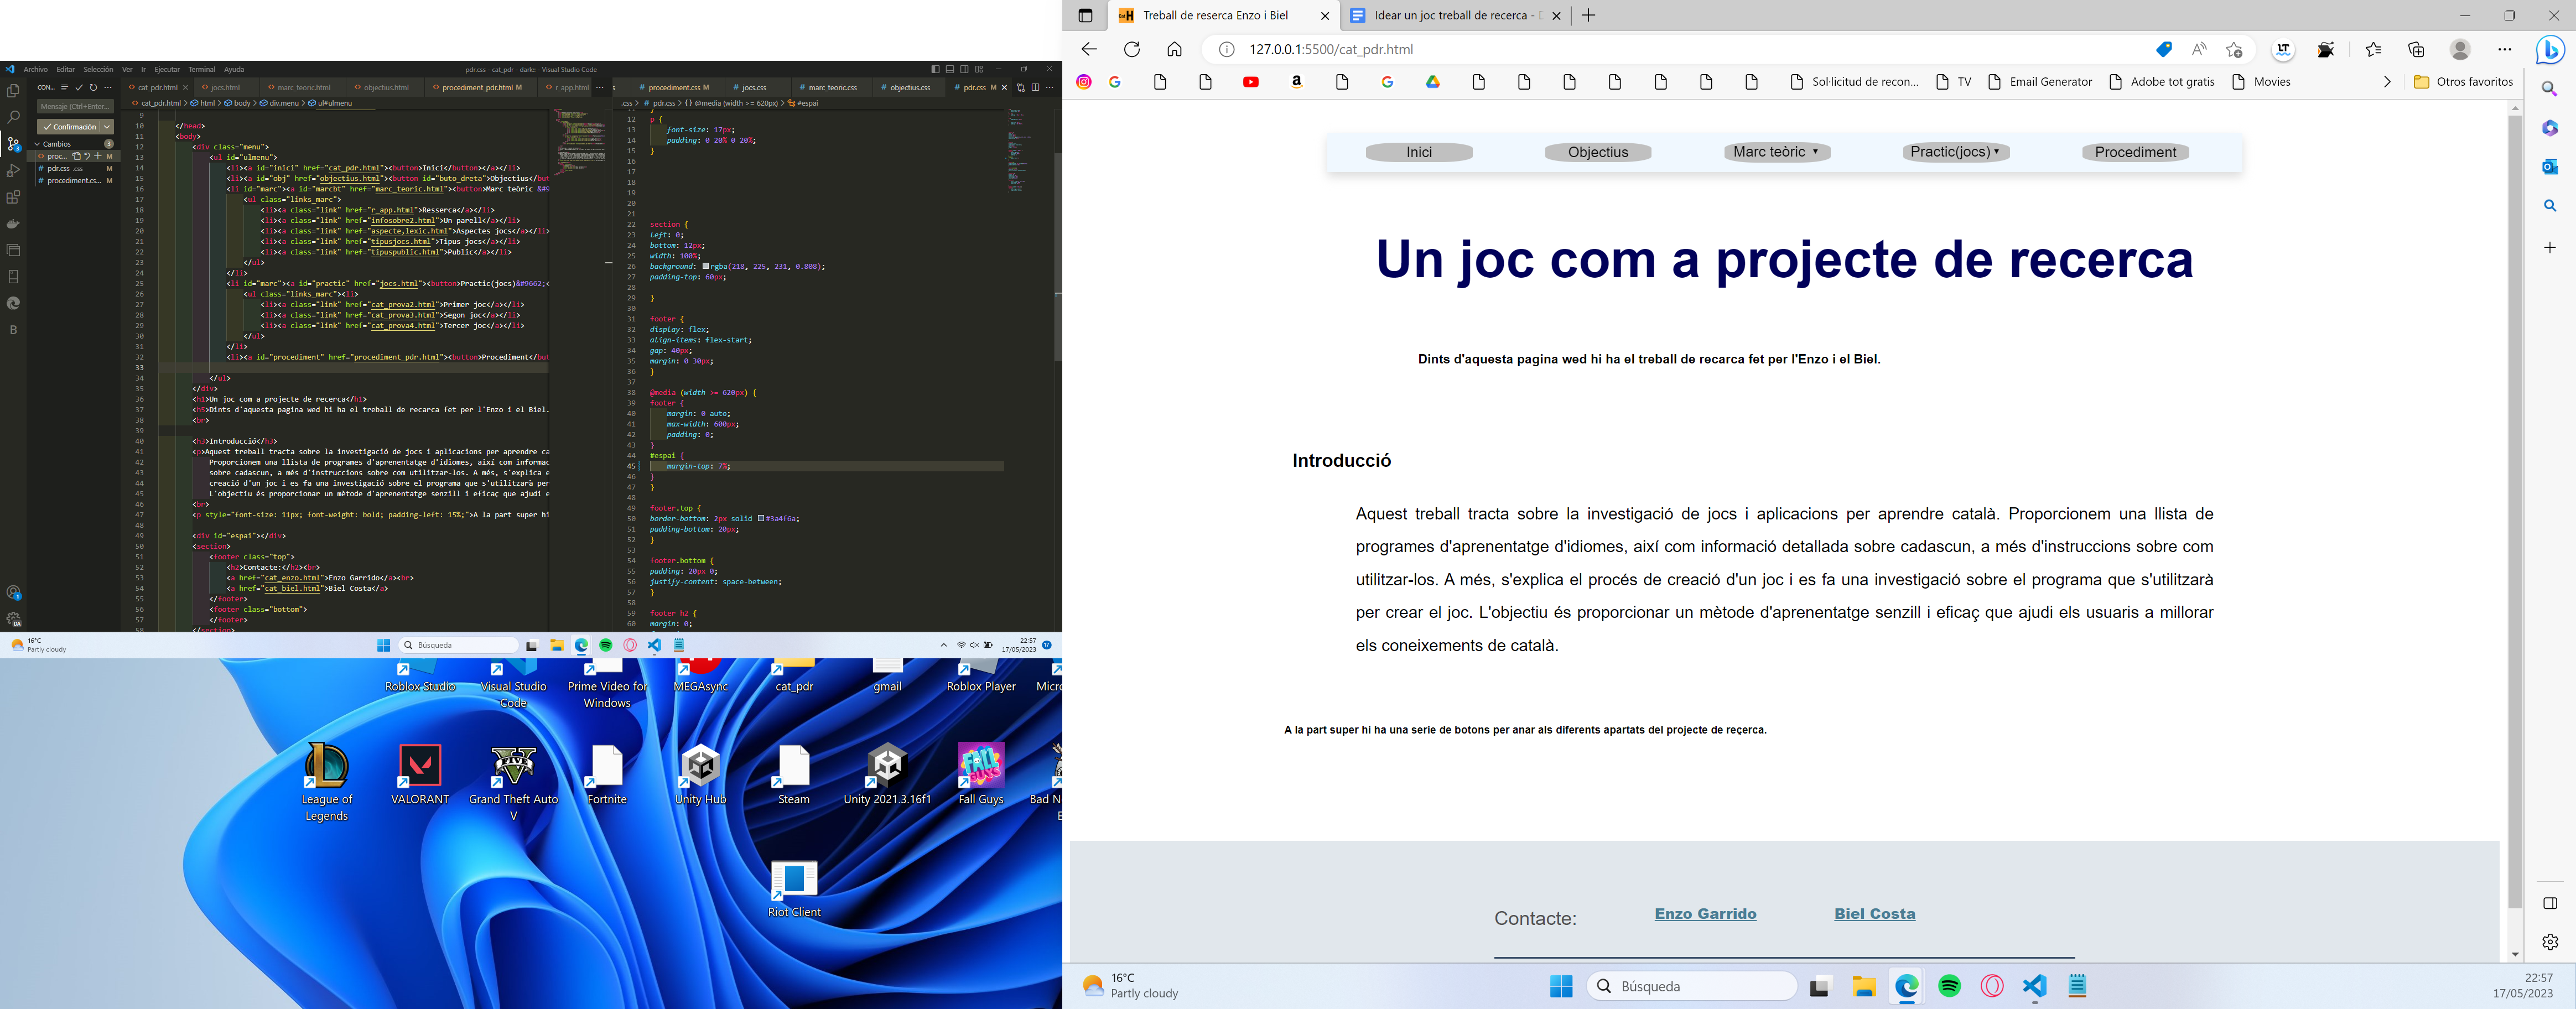 Archivo Editar Selección Ver Ir Ejecutar Terminal Ayuda
pdr.css - cat_pdr - dark:: - Visual Studio Code
CON...
cat_pdr.html jocs.html marc_teoric.html objectius.html procediment_pdr.html M r_app.html
procediment.css M jocs.css marc_teoric.css objectius.css pdr.css M
Mensaje (Ctrl+Enter...
Confirmación
Cambios 3
proc... M
pdr.css .css M
procediment.cs... M
cat_pdr.html > html > body > div.menu > ul#ulmenu
9
10 </head>
11 <body>
12 <div class="menu">
13 <ul id="ulmenu">
14 <li><a id="inici" href="cat_pdr.html"><button>Inici</button></a></li>
15 <li><a id="obj" href="objectius.html"><button id="buto_dreta">Objectius</but
16 <li id="marc"><a id="marcbt" href="marc_teoric.html"><button>Marc teòric &#9
17 <ul class="links_marc">
18 <li><a class="link" href="r_app.html">Resserca</a></li>
19 <li><a class="link" href="infosobre2.html">Un parell</a></li>
20 <li><a class="link" href="aspecte,lexic.html">Aspectes jocs</a></li>
21 <li><a class="link" href="tipusjocs.html">Tipus jocs</a></li>
22 <li><a class="link" href="tipuspublic.html">Public</a></li>
23 </ul>
24 </li>
25 <li id="marc"><a id="practic" href="jocs.html"><button>Practic(jocs)&#9662;<
26 <ul class="links_marc"><li>
27 <li><a class="link" href="cat_prova2.html">Primer joc</a></li>
28 <li><a class="link" href="cat_prova3.html">Segon joc</a></li>
29 <li><a class="link" href="cat_prova4.html">Tercer joc</a></li>
30 </ul>
31 </li>
32 <li><a id="procediment" href="procediment_pdr.html"><button>Procediment</but
33
34 </ul>
35 </div>
36 <h1>Un joc com a projecte de recerca</h1>
37 <h5>Dints d'aquesta pagina wed hi ha el treball de recarca fet per l'Enzo i el Biel.
38 <br>
39
40 <h3>Introducció</h3>
41 <p>Aquest treball tracta sobre la investigació de jocs i aplicacions per aprendre ca
42 Proporcionem una llista de programes d'aprenentatge d'idiomes, així com informac
43 sobre cadascun, a més d'instruccions sobre com utilitzar-los. A més, s'explica e
44 creació d'un joc i es fa una investigació sobre el programa que s'utilitzarà per
45 L'objectiu és proporcionar un mètode d'aprenentatge senzill i eficaç que ajudi e
46 <br>
47 <p style="font-size: 11px; font-weight: bold; padding-left: 15%;">A la part super hi
48
49 <div id="espai"></div>
50 <section>
51 <footer class="top">
52 <h2>Contacte:</h2><br>
53 <a href="cat_enzo.html">Enzo Garrido</a><br>
54 <a href="cat_biel.html">Biel Costa</a>
55 </footer>
56 <footer class="bottom">
57 </footer>
58 </section>
.css > pdr.css > {} @media (width >= 620px) > #espai
11 }
12 p {
13 font-size: 17px;
14 padding: 0 20% 0 20%;
15 }
16
17
18
19
20
21
22 section {
23 left: 0;
24 bottom: 12px;
25 width: 100%;
26 background: rgba(218, 225, 231, 0.808);
27 padding-top: 60px;
28
29 }
30
31 footer {
32 display: flex;
33 align-items: flex-start;
34 gap: 40px;
35 margin: 0 30px;
36 }
37
38 @media (width >= 620px) {
39 footer {
40 margin: 0 auto;
41 max-width: 600px;
42 padding: 0;
43 }
44 #espai {
45 margin-top: 7%;
46 }
47 }
48
49 footer.top {
50 border-bottom: 2px solid #3a4f6a;
51 padding-bottom: 20px;
52 }
53
54 footer.bottom {
55 padding: 20px 0;
56 justify-content: space-between;
57 }
58
59 footer h2 {
60 margin: 0;
16°C
Partly cloudy
Búsqueda
22:57
17/05/2023
17
Roblox Studio
Visual Studio Code
Prime Video for Windows
MEGAsync
cat_pdr
gmail
Roblox Player
Micro
League of Legends
VALORANT
Grand Theft Auto V
Fortnite
Unity Hub
Steam
Unity 2021.3.16f1
Fall Guys
Bad N
Riot Client
Treball de reserca Enzo i Biel
Idear un joc treball de recerca - D
127.0.0.1:5500/cat_pdr.html
Sol·licitud de recon... TV Email Generator Adobe tot gratis Movies Otros favoritos
Inici Objectius Marc teòric ▾ Practic(jocs)▾ Procediment
Un joc com a projecte de recerca
Dints d'aquesta pagina wed hi ha el treball de recarca fet per l'Enzo i el Biel.
Introducció
Aquest treball tracta sobre la investigació de jocs i aplicacions per aprendre català. Proporcionem una llista de
programes d'aprenentatge d'idiomes, així com informació detallada sobre cadascun, a més d'instruccions sobre com
utilitzar-los. A més, s'explica el procés de creació d'un joc i es fa una investigació sobre el programa que s'utilitzarà
per crear el joc. L'objectiu és proporcionar un mètode d'aprenentatge senzill i eficaç que ajudi els usuaris a millorar
els coneixements de català.
A la part super hi ha una serie de botons per anar als diferents apartats del projecte de reçerca.
Contacte: Enzo Garrido Biel Costa
16°C
Partly cloudy
Búsqueda
22:57
17/05/2023